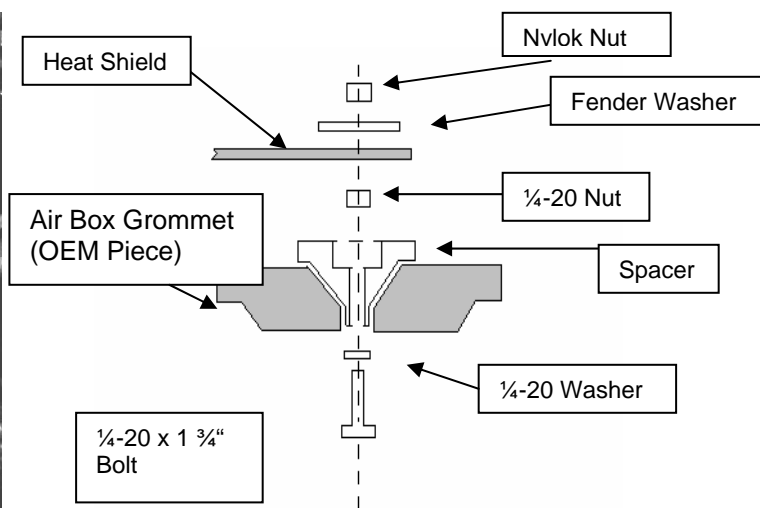 Nvlok Nut
Heat Shield
Fender Washer
¼-20 Nut
Air Box Grommet
(OEM Piece)
Spacer
¼-20 Washer
¼-20 x 1 ¾“
Bolt